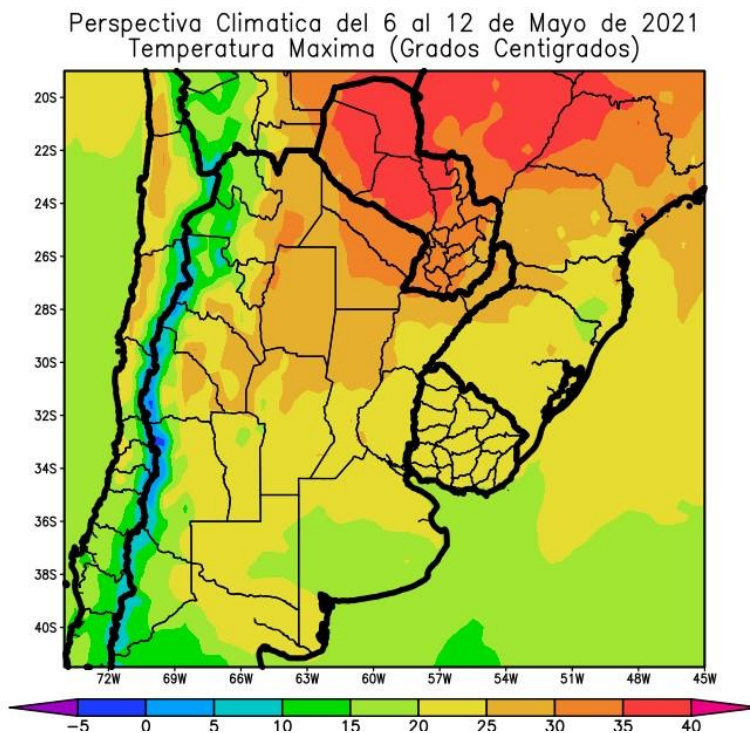 Perspectiva Climatica del 6 al 12 de Mayo de 2021
Temperatura Maxima (Grados Centigrados)
20S
22S
24S
26S
28S
30S
32S
34S
36S
38S
40S
72W 69W 66W 63W 60W 57W 54W 51W 48W 45W
-5 0 5 10 15 20 25 30 35 40